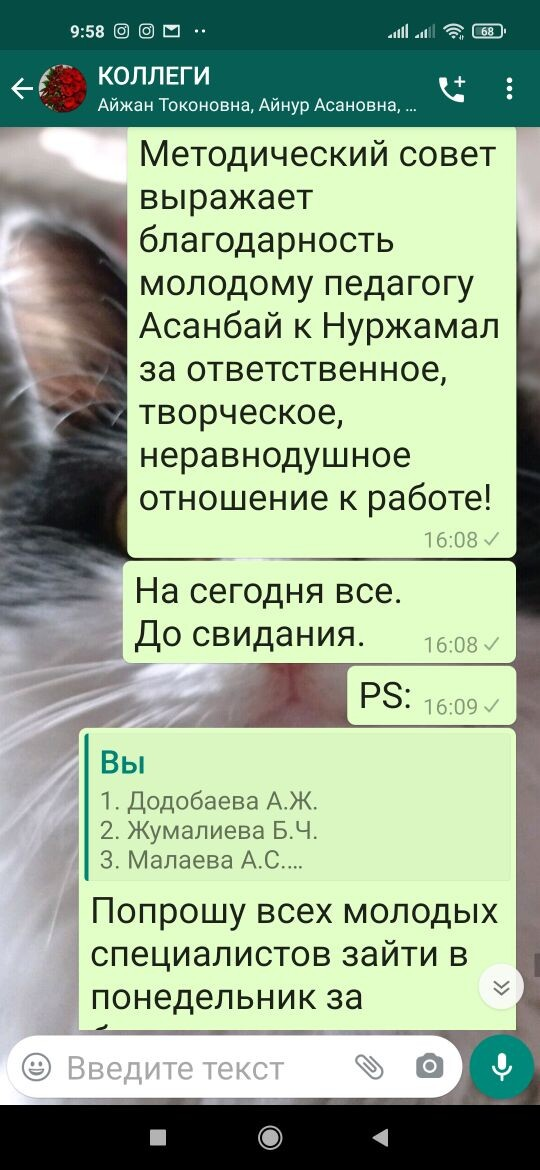 9:58
68
КОЛЛЕГИ
Айжан Токоновна, Айнур Асановна, ...
Методический совет
выражает
благодарность
молодому педагогу
Асанбай к Нуржамал
за ответственное,
творческое,
неравнодушное
отношение к работе!
16:08
На сегодня все.
До свидания.
16:08
PS:
16:09
Вы
1. Додобаева А.Ж.
2. Жумалиева Б.Ч.
3. Малаева А.С....
Попрошу всех молодых
специалистов зайти в
понедельник за
Введите текст